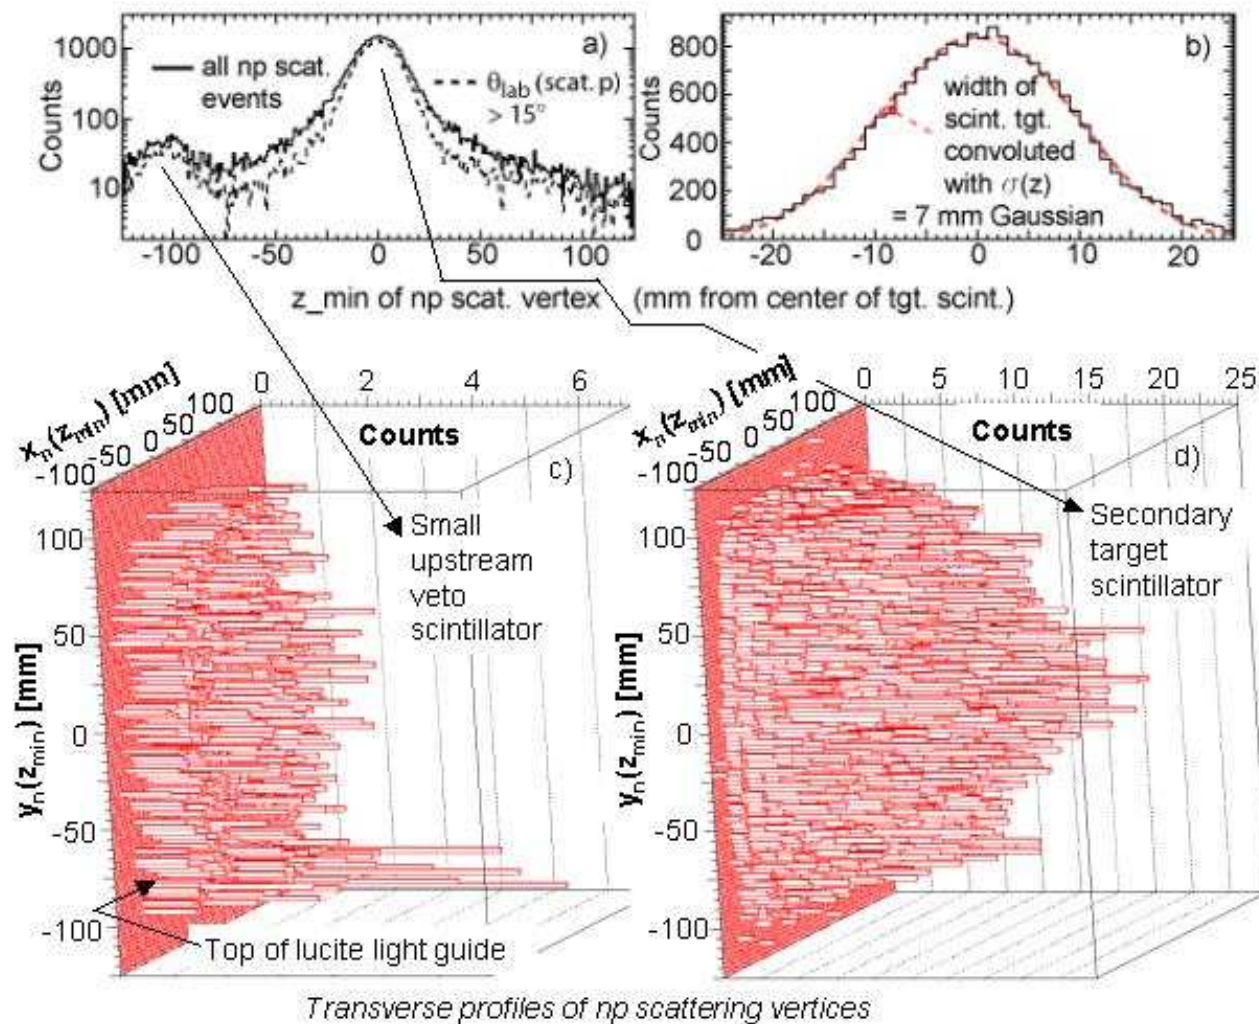 a)
1000
100
10
Counts
all np scat.
events
θlab (scat. p)
> 15°
-100 -50 0 50 100
b)
800
600
400
200
0
Counts
width of
scint. tgt.
convoluted
with σ(z)
= 7 mm Gaussian
-20 -10 0 10 20
z_min of np scat. vertex (mm from center of tgt. scint.)
xn(zmin) [mm]
-100 -50 0 50 100
0 2 4 6
Counts
c)
Small
upstream
veto
scintillator
yn(zmin) [mm]
100
50
0
-50
-100
Top of lucite light guide
xn(zmin) [mm]
-100 -50 0 50 100
0 5 10 15 20 25
Counts
d)
Secondary
target
scintillator
yn(zmin) [mm]
100
50
0
-50
-100
Transverse profiles of np scattering vertices